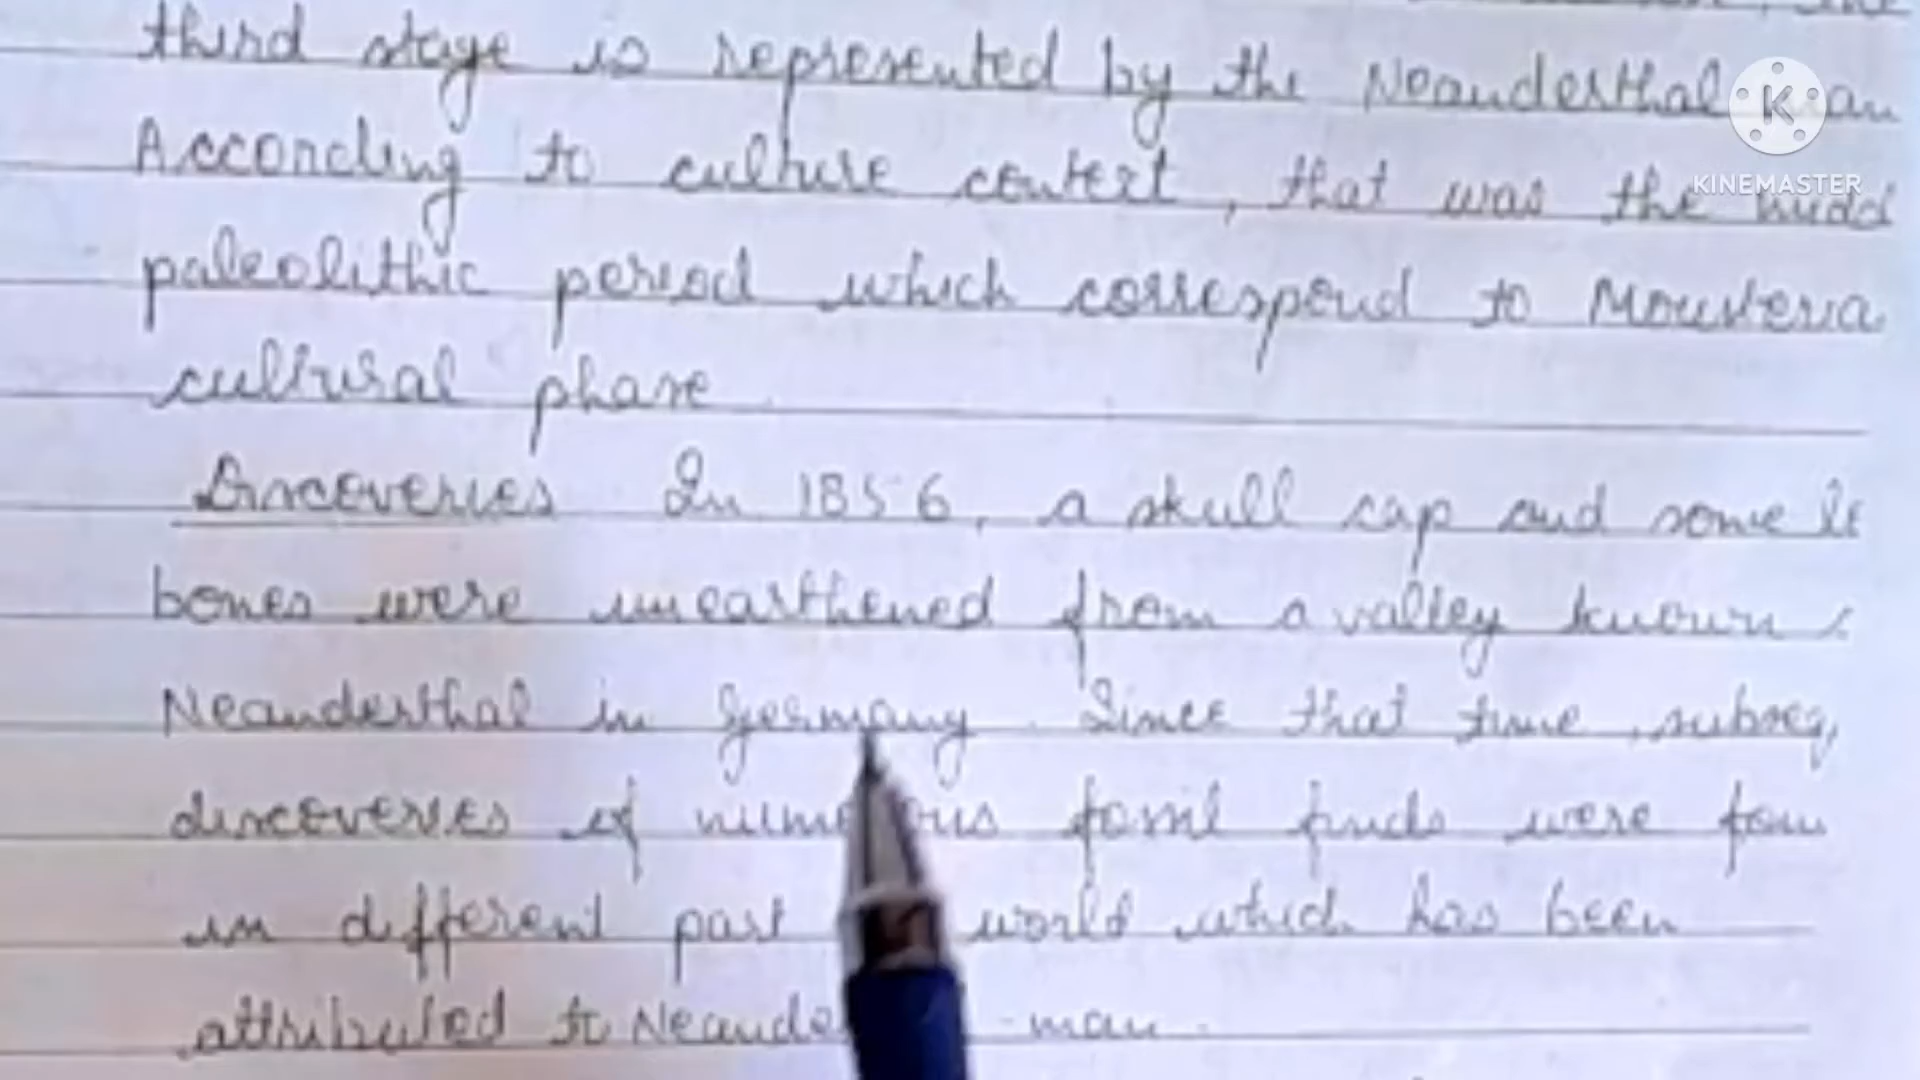 third stage is represented by the Neanderthal man
According to culture context, that was the midd
paleolithic period which correspond to Mousteria
cultural phase
Discoveries In 1856, a skull cap and some
bones were unearthened from a valley known
Neanderthal in Germany. Since that time, subseq
discoveries of numerous fossil finds were fou
in different part world which has been
attributed to Neande -man.
K
KINEMASTER